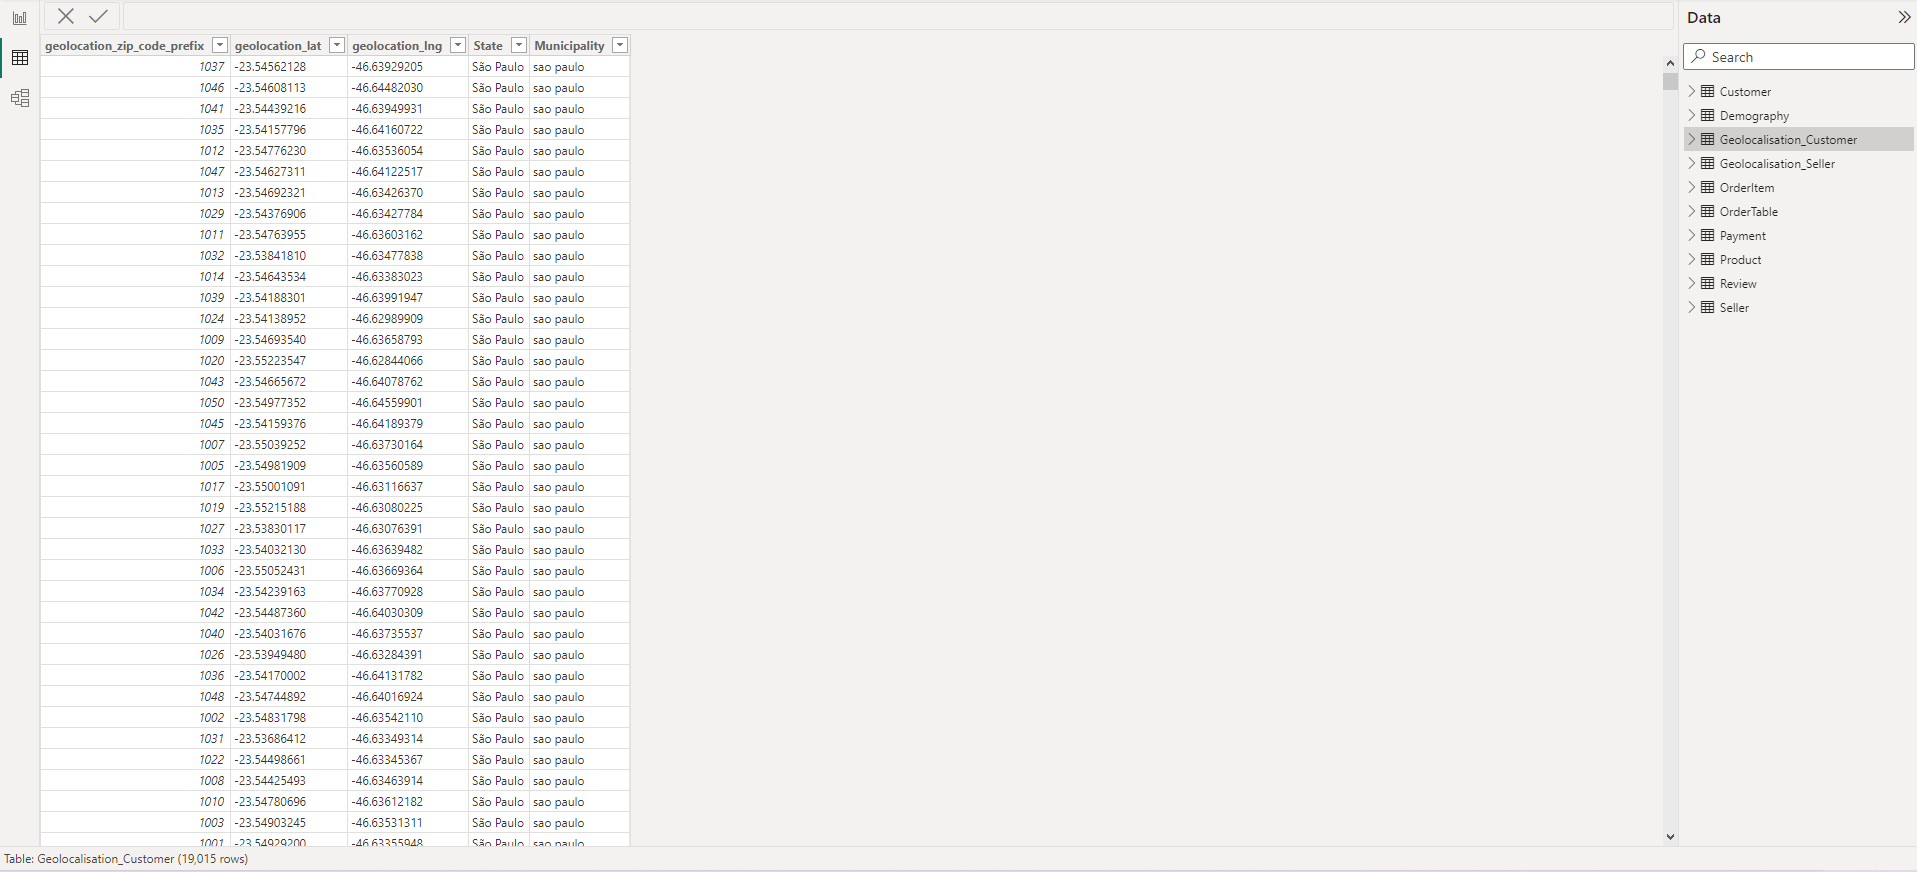 Data
Search
geolocation_zip_code_prefix geolocation_lat geolocation_lng State Municipality
1037 -23.54562128 -46.63929205 São Paulo sao paulo
1046 -23.54608113 -46.64482030 São Paulo sao paulo
1041 -23.54439216 -46.63949931 São Paulo sao paulo
1035 -23.54157796 -46.64160722 São Paulo sao paulo
1012 -23.54776230 -46.63536054 São Paulo sao paulo
1047 -23.54627311 -46.64122517 São Paulo sao paulo
1013 -23.54692321 -46.63426370 São Paulo sao paulo
1029 -23.54376906 -46.63427784 São Paulo sao paulo
1011 -23.54763955 -46.63603162 São Paulo sao paulo
1032 -23.53841810 -46.63477838 São Paulo sao paulo
1014 -23.54643534 -46.63383023 São Paulo sao paulo
1039 -23.54188301 -46.63991947 São Paulo sao paulo
1024 -23.54138952 -46.62989909 São Paulo sao paulo
1009 -23.54693540 -46.63658793 São Paulo sao paulo
1020 -23.55223547 -46.62844066 São Paulo sao paulo
1043 -23.54665672 -46.64078762 São Paulo sao paulo
1050 -23.54977352 -46.64559901 São Paulo sao paulo
1045 -23.54159376 -46.64189379 São Paulo sao paulo
1007 -23.55039252 -46.63730164 São Paulo sao paulo
1005 -23.54981909 -46.63560589 São Paulo sao paulo
1017 -23.55001091 -46.63116637 São Paulo sao paulo
1019 -23.55215188 -46.63080225 São Paulo sao paulo
1027 -23.53830117 -46.63076391 São Paulo sao paulo
1033 -23.54032130 -46.63639482 São Paulo sao paulo
1006 -23.55052431 -46.63669364 São Paulo sao paulo
1034 -23.54239163 -46.63770928 São Paulo sao paulo
1042 -23.54487360 -46.64030309 São Paulo sao paulo
1040 -23.54031676 -46.63735537 São Paulo sao paulo
1026 -23.53949480 -46.63284391 São Paulo sao paulo
1036 -23.54170002 -46.64131782 São Paulo sao paulo
1048 -23.54744892 -46.64016924 São Paulo sao paulo
1002 -23.54831798 -46.63542110 São Paulo sao paulo
1031 -23.53686412 -46.63349314 São Paulo sao paulo
1022 -23.54498661 -46.63345367 São Paulo sao paulo
1008 -23.54425493 -46.63463914 São Paulo sao paulo
1010 -23.54780696 -46.63612182 São Paulo sao paulo
1003 -23.54903245 -46.63531311 São Paulo sao paulo
1001 -23.54929200 -46.63355948 São Paulo sao paulo
Customer
Demography
Geolocalisation_Customer
Geolocalisation_Seller
OrderItem
OrderTable
Payment
Product
Review
Seller
Table: Geolocalisation_Customer (19,015 rows)